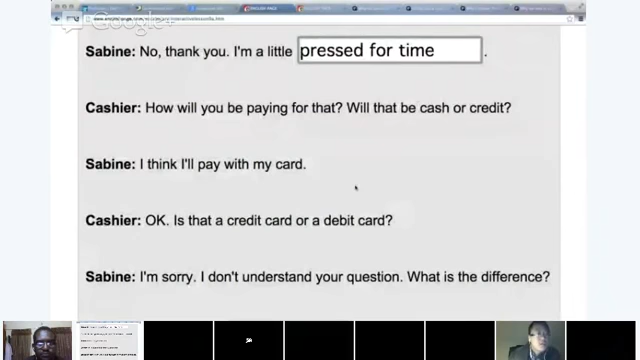 Google+
Sabine: No, thank you. I'm a little pressed for time .
Cashier: How will you be paying for that? Will that be cash or credit?
Sabine: I think I'll pay with my card.
Cashier: OK. Is that a credit card or a debit card?
Sabine: I'm sorry. I don't understand your question. What is the difference?